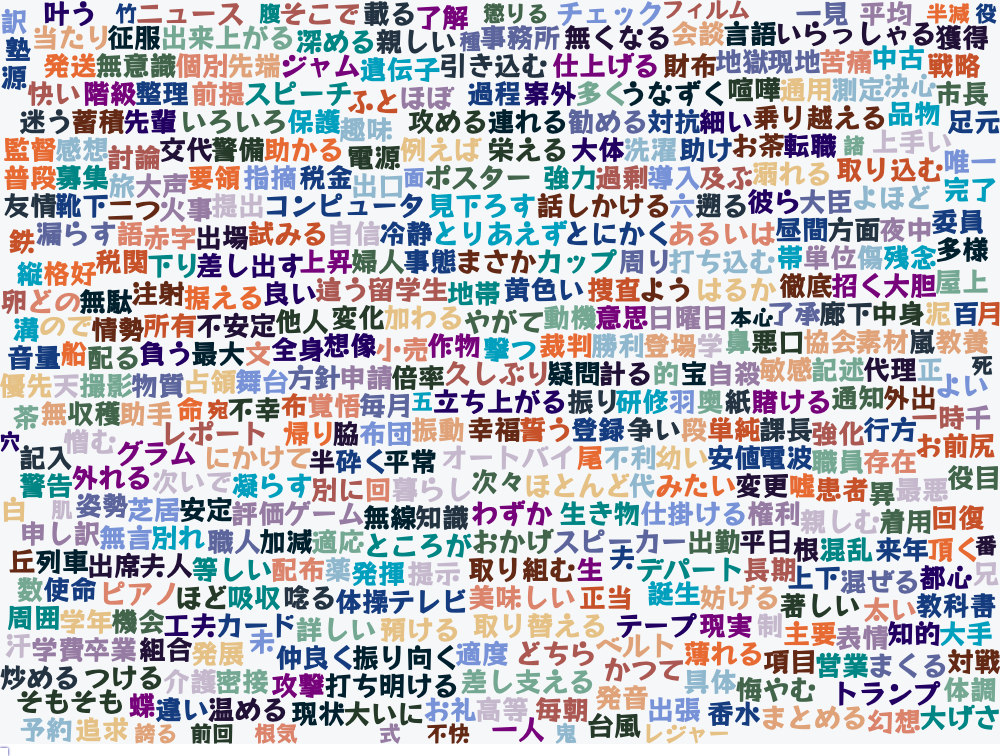 訳 叶う 竹 ニュース 腹 そこで 載る 了解 懲りる チェック フィルム 一見 平均 半減 役
塾 当たり 征服 出来上がる 深める 親しい 種 事務所 無くなる 会談 言語 いらっしゃる 獲得
源 発送 無意識 個別 先端 ジャム 遺伝子 引き込む 仕上げる 財布 地獄 現地 苦痛 中古 戦略
快い 階級 整理 前提 スピーチ ふと ほぼ 過程 案外 多く うなずく 喧嘩 通用 測定 決心 市長
迷う 蓄積 先輩 いろいろ 保護 趣味 攻める 連れる 勧める 対抗 細い 乗り越える 品物 足元
監督 感想 討論 交代 警備 助かる 電源 例えば 栄える 大体 洗濯 助け お茶 転職 諸 上手い 唯一
普段 募集 旅 大声 要領 指摘 税金 出口 面 ポスター 強力 過剰 導入 及ぶ 溺れる 取り込む 完了
友情 靴下 二つ 火事 提出 コンピュータ 見下ろす 話しかける 六 遡る 彼ら 大臣 よほど 委員
鉄 漏らす 語 赤字 出場 試みる 自信 冷静 とりあえず とにかく あるいは 昼間 方面 夜中 多様
縦 格好 税関 下り 差し出す 上昇 婦人 事態 まさか カップ 周り 打ち込む 帯 単位 傷 残念
卵 どの 無駄 注射 据える 良い 違う 留学生 地帯 黄色い 捜査 よう はるか 徹底 招く 大胆 屋上
溝 ので 情勢 所有 不安定 他人 変化 加わる やがて 動機 意思 日曜日 本心 了承 廊下 中身 泥 百 月
音量 船 配る 負う 最大 文 全身 想像 小売 作物 撃つ 裁判 勝利 登場 学 鼻 悪口 協会 素材 嵐 教養
優先 天 撮影 物質 占領 舞台 方針 申請 倍率 久しぶり 疑問 計る 的 宝 自殺 敏感 記述 代理 正 死 よい
茶 無 収穫 助手 命 宛 不幸 布 覚悟 毎月 五 立ち上がる 振り 研修 羽 奥 紙 賭ける 通知 外出 一時 千
穴 憎む レポート 帰り 脇 布団 振動 幸福 誓う 登録 争い 段 単純 課長 強化 行方 お前 尻
記入 グラム にかけて 半 砕く 平常 オートバイ 尾 不利 幼い 安値 電波 職員 存在
警告 外れる 次いで 凝らす 別に 回 暮らし 次々 ほとんど 代 みたい 変更 嘘 患者 異 最悪 役目
白 肌 姿勢 芝居 安定 評価 ゲーム 無線 知識 わずか 生き物 仕掛ける 権利 親しむ 着用 回復
申し訳 無言 別れ 職人 加減 適応 ところが おかげ スピーカー 出勤 平日 根 混乱 来年 頂く 番
丘 列車 出席 夫人 等しい 配布 薬 発揮 提示 取り組む 生 夫 デパート 長期 上下 混ぜる 都心 兄
数 使命 ピアノ ほど 吸収 唸る 体操 テレビ 美味しい 正当 誕生 妨げる 著しい 太い 教科書
周囲 学年 機会 工夫 カード 詳しい 預ける 取り替える テープ 現実 制 主要 表情 知的 大手
汗 学費 卒業 組合 発展 未 仲良く 振り向く 適度 どちら ベルト かつて 薄れる 項目 営業 まくる 対戦
炒める つける 介護 密接 攻撃 打ち明ける 差し支える 発音 具体 悔やむ トランプ 体調
そもそも 蝶 違い 温める 現状 大いに お礼 高等 毎朝 出張 香水 まとめる 幻想 大げさ
予約 追求 誇る 前回 根気 式 不快 一人 鬼 台風 レジャー